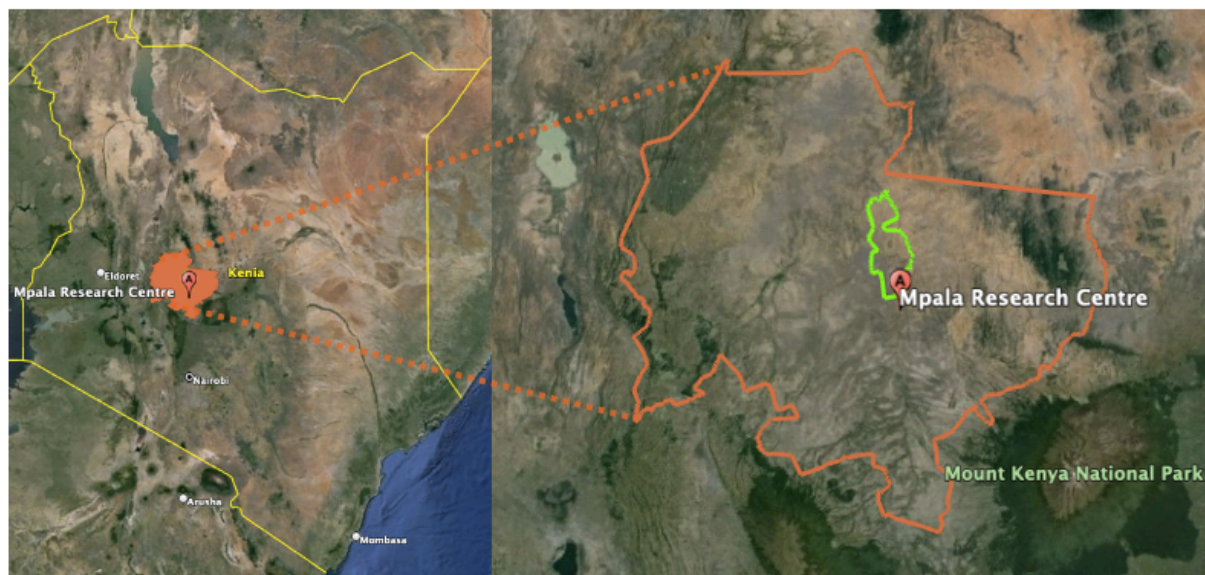 Eldoret
Kenia
A
Mpala Research Centre
Nairobi
Arusha
Mombasa
A
Mpala Research Centre
Mount Kenya National Park